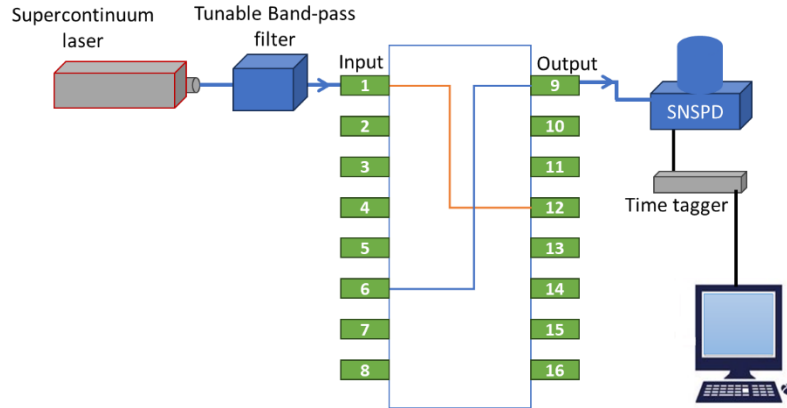 Supercontinuum
laser
Tunable Band-pass
filter
Input
Output
1
2
3
4
5
6
7
8
9
10
11
12
13
14
15
16
SNSPD
Time tagger